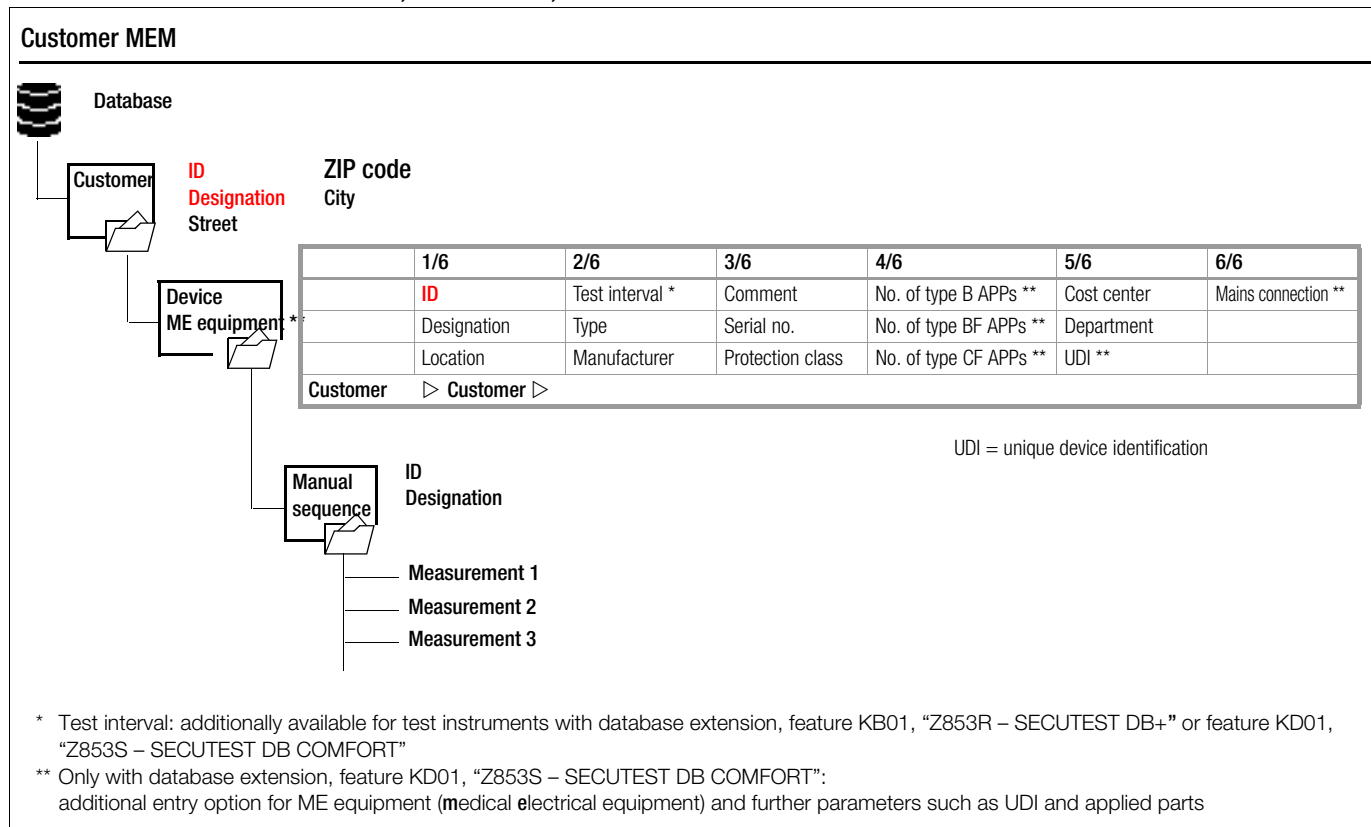 Customer MEM
Database
Customer
ID
Designation
Street
ZIP code
City
Device
ME equipment **
1/6 2/6 3/6 4/6 5/6 6/6
ID Test interval * Comment No. of type B APPs ** Cost center Mains connection **
Designation Type Serial no. No. of type BF APPs ** Department
Location Manufacturer Protection class No. of type CF APPs ** UDI **
Customer ▷ Customer ▷
UDI = unique device identification
Manual
sequence
ID
Designation
Measurement 1
Measurement 2
Measurement 3
* Test interval: additionally available for test instruments with database extension, feature KB01, “Z853R – SECUTEST DB+” or feature KD01,
“Z853S – SECUTEST DB COMFORT”
** Only with database extension, feature KD01, “Z853S – SECUTEST DB COMFORT”:
additional entry option for ME equipment (medical electrical equipment) and further parameters such as UDI and applied parts